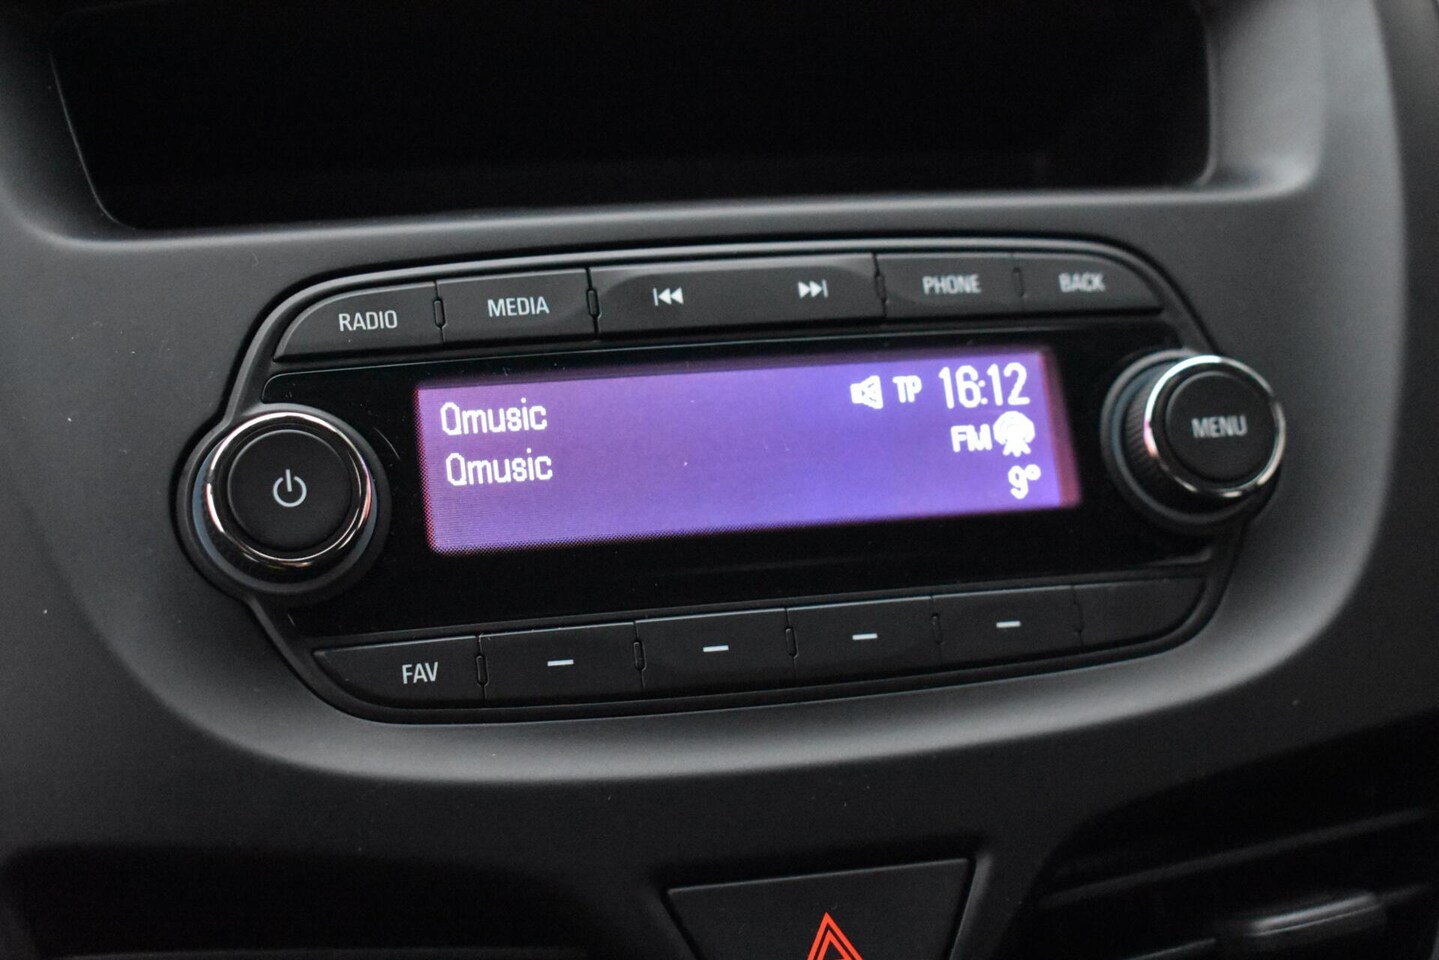 RADIO MEDIA PHONE BACK
Qmusic TP 16:12
Qmusic FM
9°
MENU
FAV